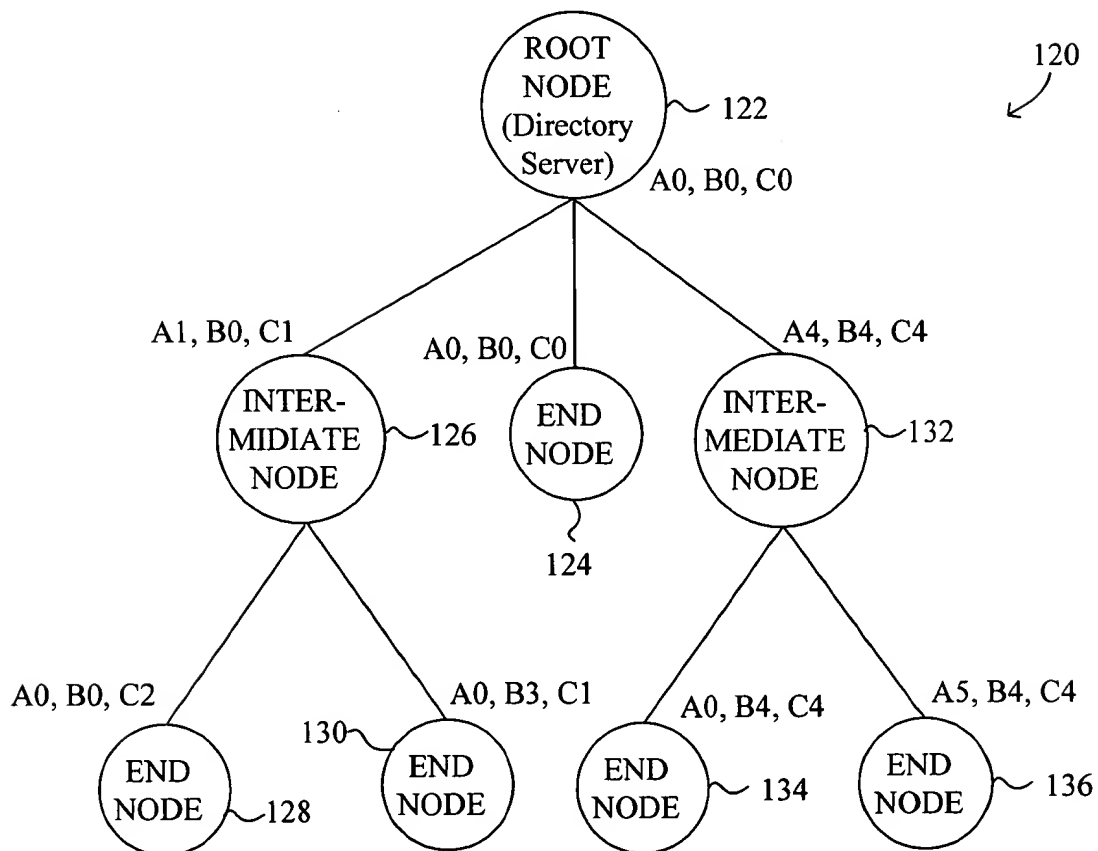 ROOT
NODE
(Directory
Server)
122
120
A0, B0, C0
A1, B0, C1
A0, B0, C0
A4, B4, C4
INTER-
MIDIATE
NODE
126
END
NODE
124
INTER-
MEDIATE
NODE
132
A0, B0, C2
END
NODE
128
A0, B3, C1
130
END
NODE
A0, B4, C4
END
NODE
134
A5, B4, C4
END
NODE
136